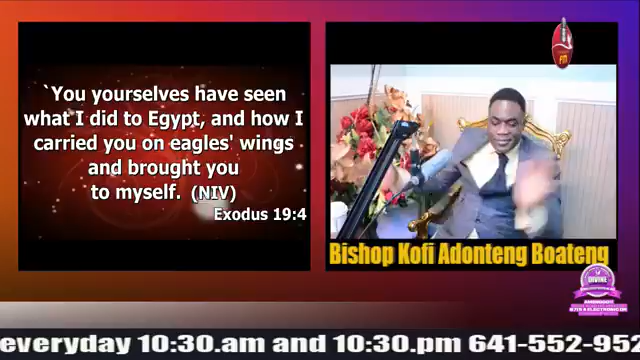 `You yourselves have seen
what I did to Egypt, and how I
carried you on eagles' wings
and brought you
to myself. (NIV)
Exodus 19:4
FM
Bishop Kofi Adonteng Boateng
DIVINE
everyday 10:30.am and 10:30.pm 641-552-952